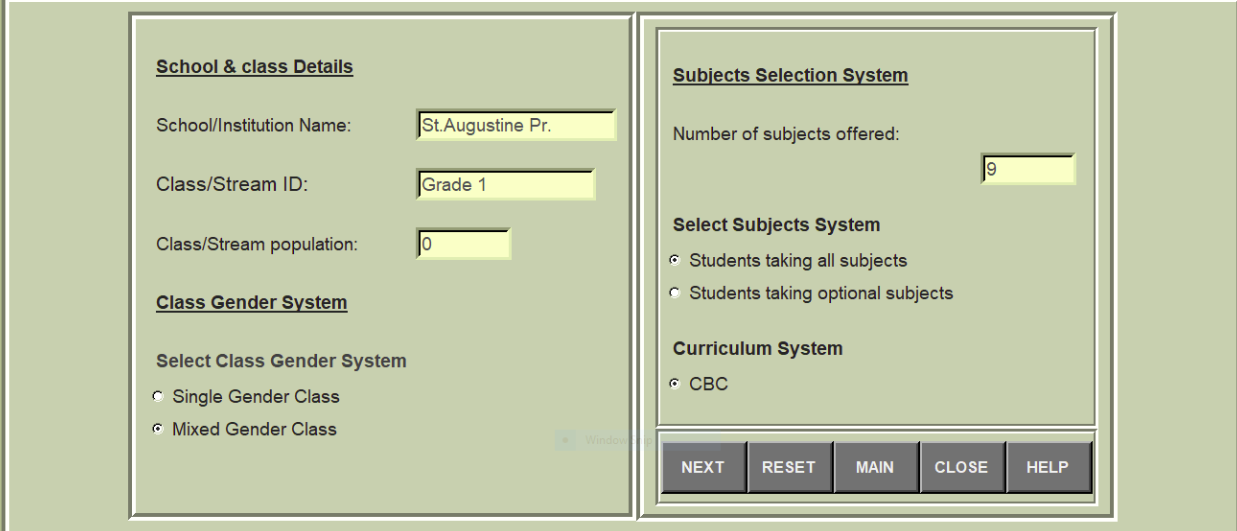 School & class Details
School/Institution Name: St.Augustine Pr.
Class/Stream ID: Grade 1
Class/Stream population: 0
Class Gender System
Select Class Gender System
Single Gender Class
Mixed Gender Class
Subjects Selection System
Number of subjects offered:
9
Select Subjects System
Students taking all subjects
Students taking optional subjects
Curriculum System
CBC
Window Snip
NEXT RESET MAIN CLOSE HELP